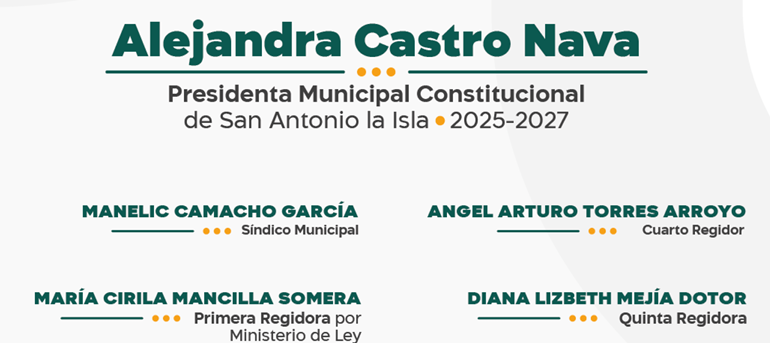 Alejandra Castro Nava
Presidenta Municipal Constitucional
de San Antonio la Isla • 2025-2027
MANELIC CAMACHO GARCÍA
Síndico Municipal
ANGEL ARTURO TORRES ARROYO
Cuarto Regidor
MARÍA CIRILA MANCILLA SOMERA
Primera Regidora por
Ministerio de Ley
DIANA LIZBETH MEJÍA DOTOR
Quinta Regidora